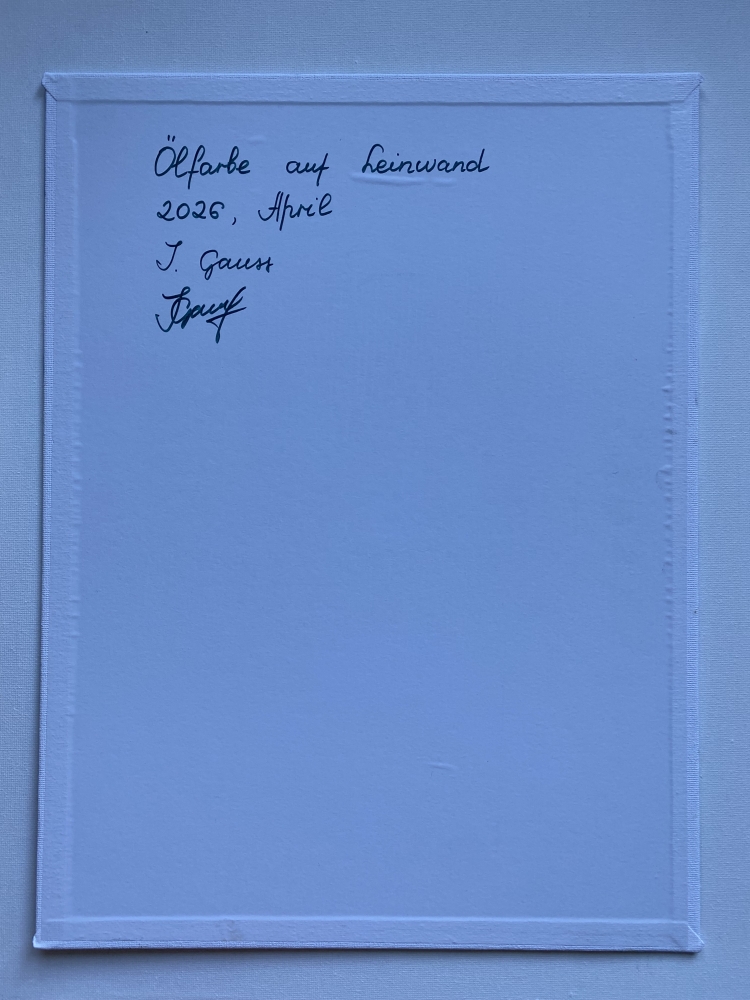 Ölfarbe auf Leinwand
2026, April
J. Gauss